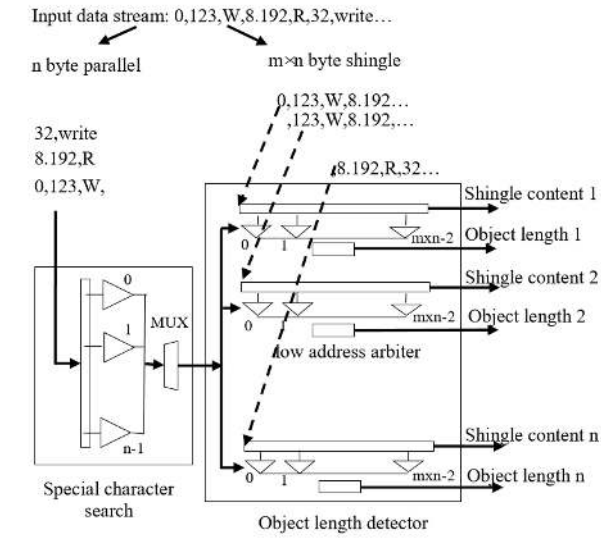 Input data stream: 0,123,W,8.192,R,32,write…
n byte parallel
m×n byte shingle
0,123,W,8.192…
,123,W,8.192,…
8.192,R,32…
32,write
8.192,R
0,123,W,
Shingle content 1
0
1
mxn-2
Object length 1
Shingle content 2
0
mxn-2
Object length 2
low address arbiter
0
1
MUX
n-1
Shingle content n
0
1
mxn-2
Object length n
Special character
search
Object length detector